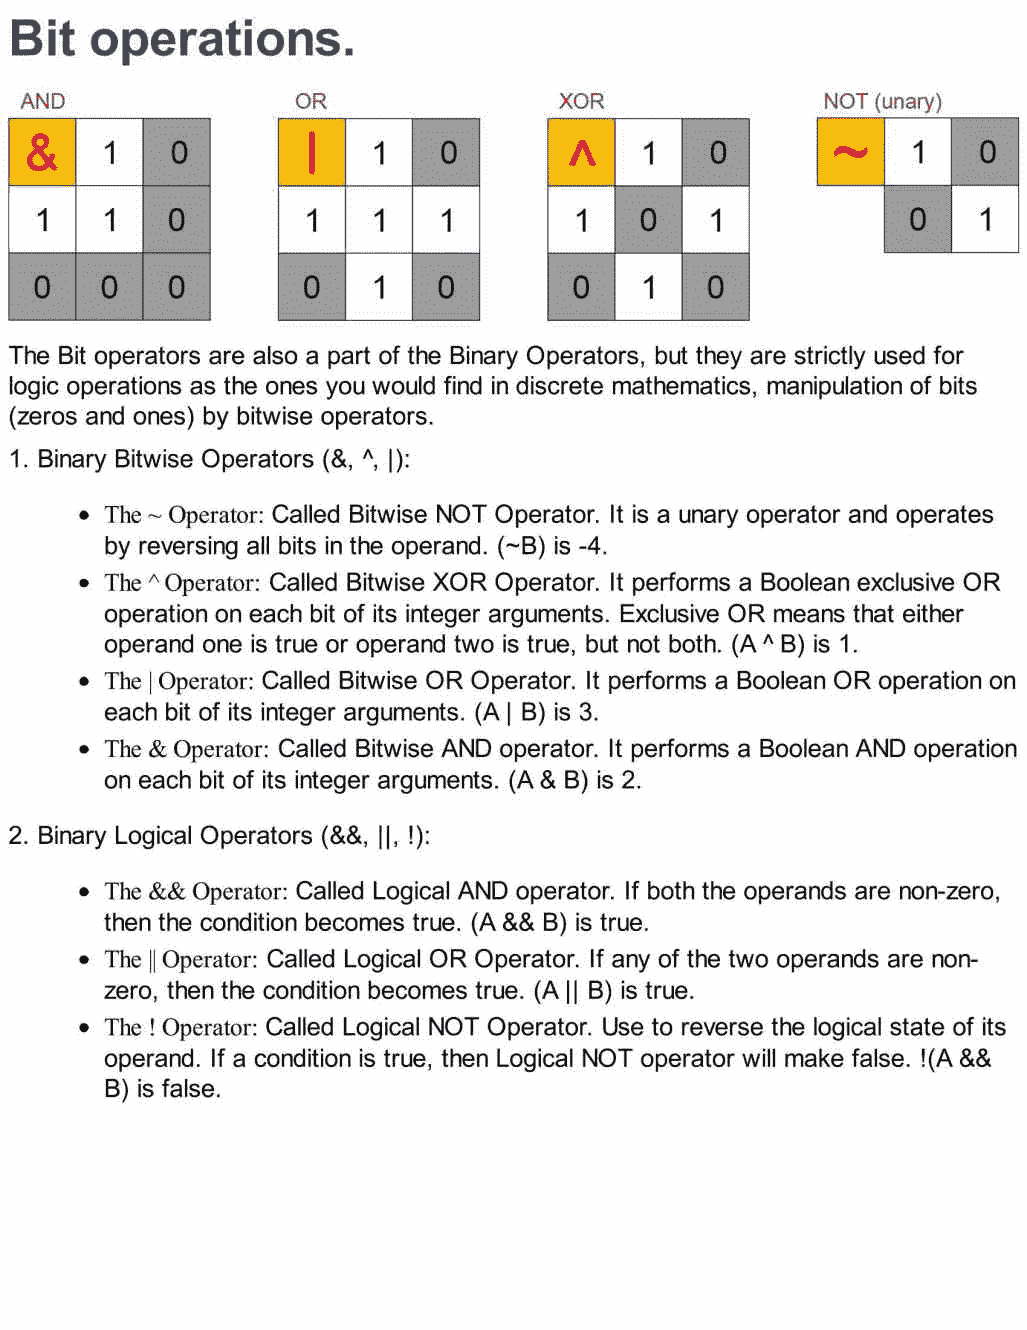 Bit operations.
AND OR XOR NOT (unary)
& 1 0 | 1 0 ^ 1 0 ~ 1 0
1 1 0 1 1 1 1 0 1 0 1
0 0 0 0 1 0 0 1 0
The Bit operators are also a part of the Binary Operators, but they are strictly used for
logic operations as the ones you would find in discrete mathematics, manipulation of bits
(zeros and ones) by bitwise operators.
1. Binary Bitwise Operators (&, ^, |):
• The ~ Operator: Called Bitwise NOT Operator. It is a unary operator and operates
by reversing all bits in the operand. (~B) is -4.
• The ^ Operator: Called Bitwise XOR Operator. It performs a Boolean exclusive OR
operation on each bit of its integer arguments. Exclusive OR means that either
operand one is true or operand two is true, but not both. (A ^ B) is 1.
• The | Operator: Called Bitwise OR Operator. It performs a Boolean OR operation on
each bit of its integer arguments. (A | B) is 3.
• The & Operator: Called Bitwise AND operator. It performs a Boolean AND operation
on each bit of its integer arguments. (A & B) is 2.
2. Binary Logical Operators (&&, ||, !):
• The && Operator: Called Logical AND operator. If both the operands are non-zero,
then the condition becomes true. (A && B) is true.
• The || Operator: Called Logical OR Operator. If any of the two operands are non-
zero, then the condition becomes true. (A || B) is true.
• The ! Operator: Called Logical NOT Operator. Use to reverse the logical state of its
operand. If a condition is true, then Logical NOT operator will make false. !(A &&
B) is false.